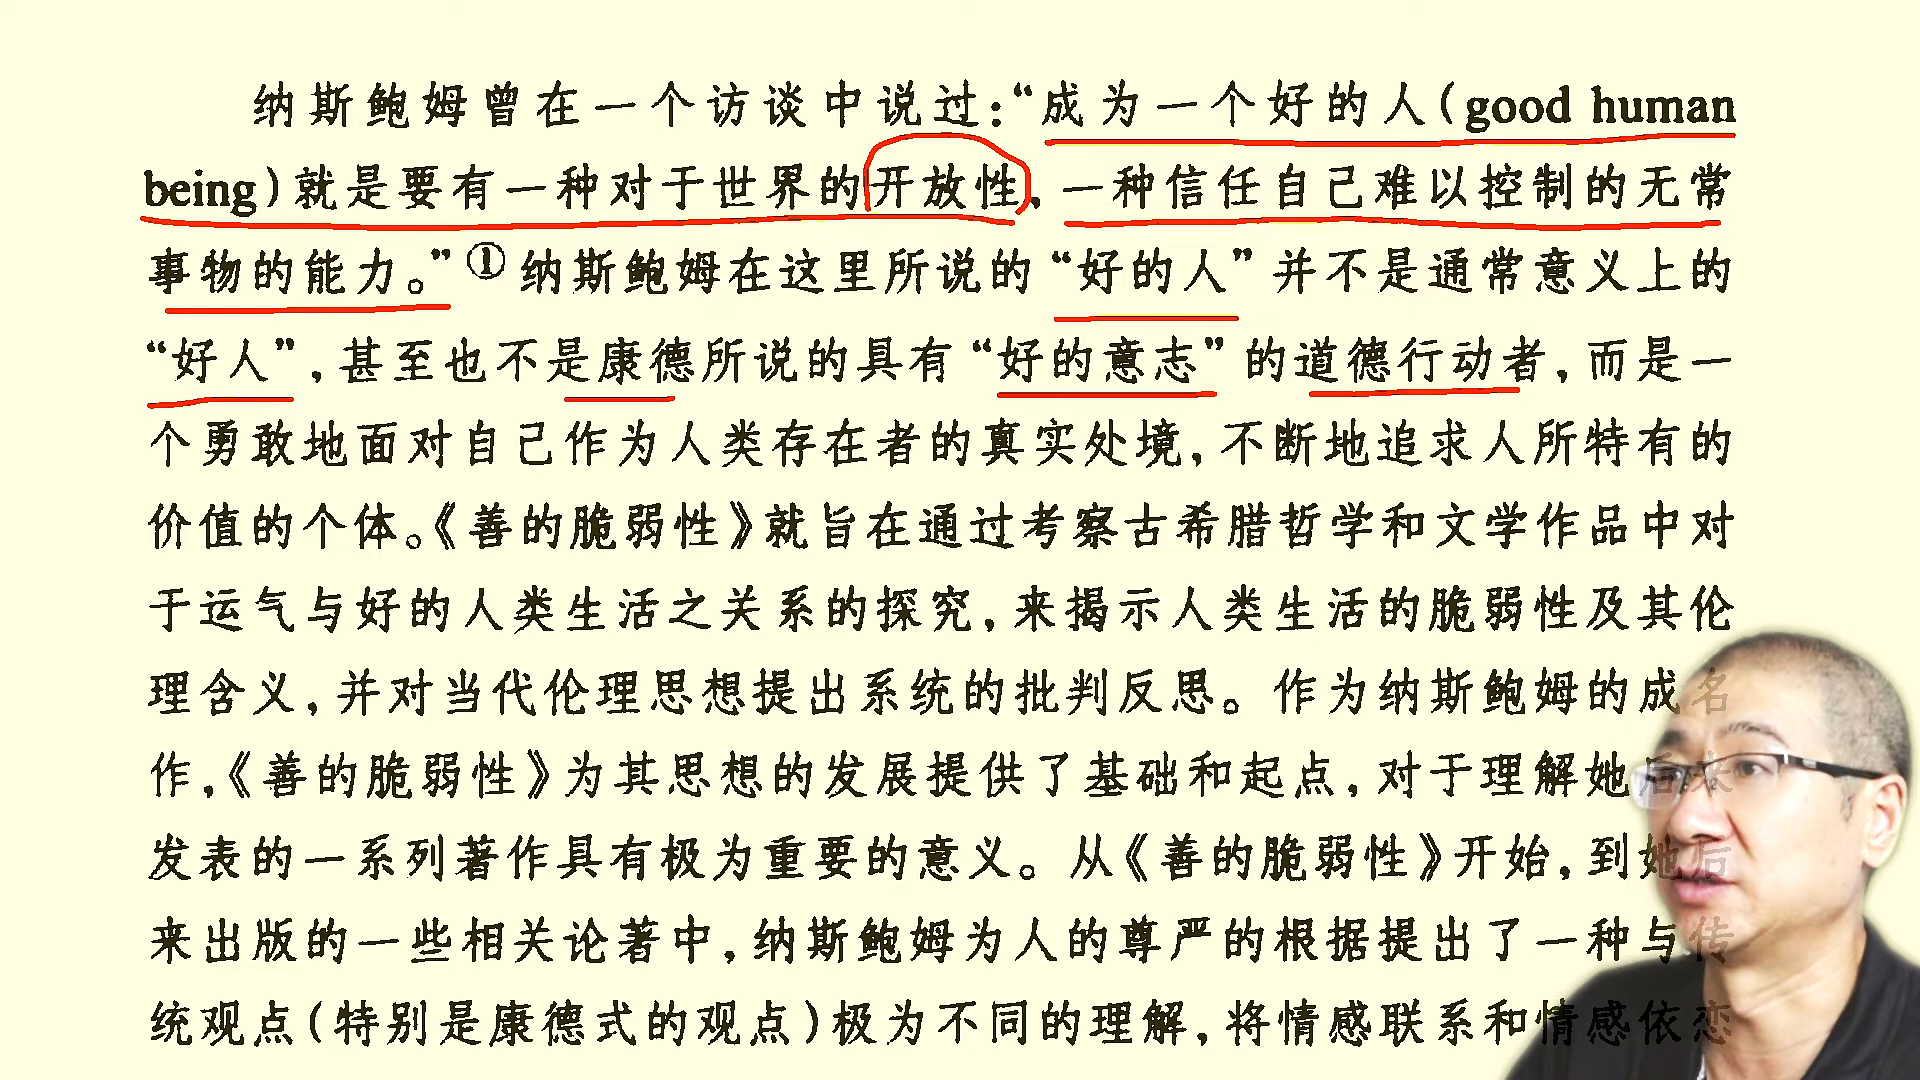 纳斯鲍姆曾在一个访谈中说过：“成为一个好的人(good human
being)就是要有一种对于世界的开放性，一种信任自己难以控制的无常
事物的能力。”① 纳斯鲍姆在这里所说的“好的人”并不是通常意义上的
“好人”，甚至也不是康德所说的具有“好的意志”的道德行动者，而是一
个勇敢地面对自己作为人类存在者的真实处境，不断地追求人所特有的
价值的个体。《善的脆弱性》就旨在通过考察古希腊哲学和文学作品中对
于运气与好的人类生活之关系的探究，来揭示人类生活的脆弱性及其伦
理含义，并对当代伦理思想提出系统的批判反思。作为纳斯鲍姆的成名
作，《善的脆弱性》为其思想的发展提供了基础和起点，对于理解她后来
发表的一系列著作具有极为重要的意义。从《善的脆弱性》开始，到她后
来出版的一些相关论著中，纳斯鲍姆为人的尊严的根据提出了一种与传
统观点(特别是康德式的观点)极为不同的理解，将情感联系和情感依恋